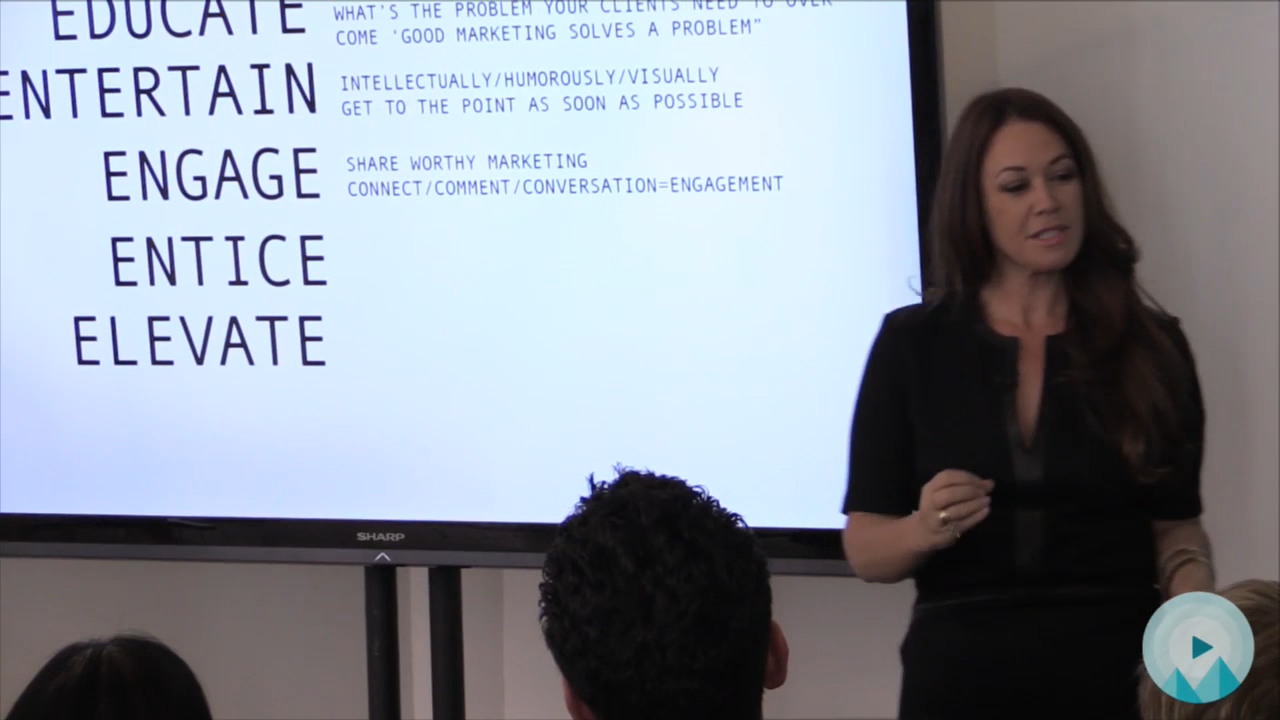 EDUCATE
WHAT'S THE PROBLEM YOUR CLIENTS NEED TO OVER
COME 'GOOD MARKETING SOLVES A PROBLEM"
ENTERTAIN
INTELLECTUALLY/HUMOROUSLY/VISUALLY
GET TO THE POINT AS SOON AS POSSIBLE
ENGAGE
SHARE WORTHY MARKETING
CONNECT/COMMENT/CONVERSATION=ENGAGEMENT
ENTICE
ELEVATE
SHARP